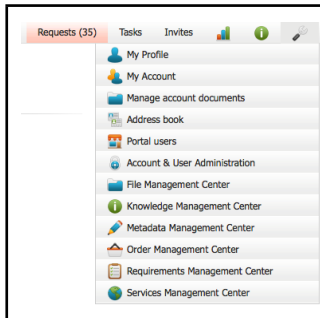 Requests (35) Tasks Invites
My Profile
My Account
Manage account documents
Address book
Portal users
Account & User Administration
File Management Center
Knowledge Management Center
Metadata Management Center
Order Management Center
Requirements Management Center
Services Management Center